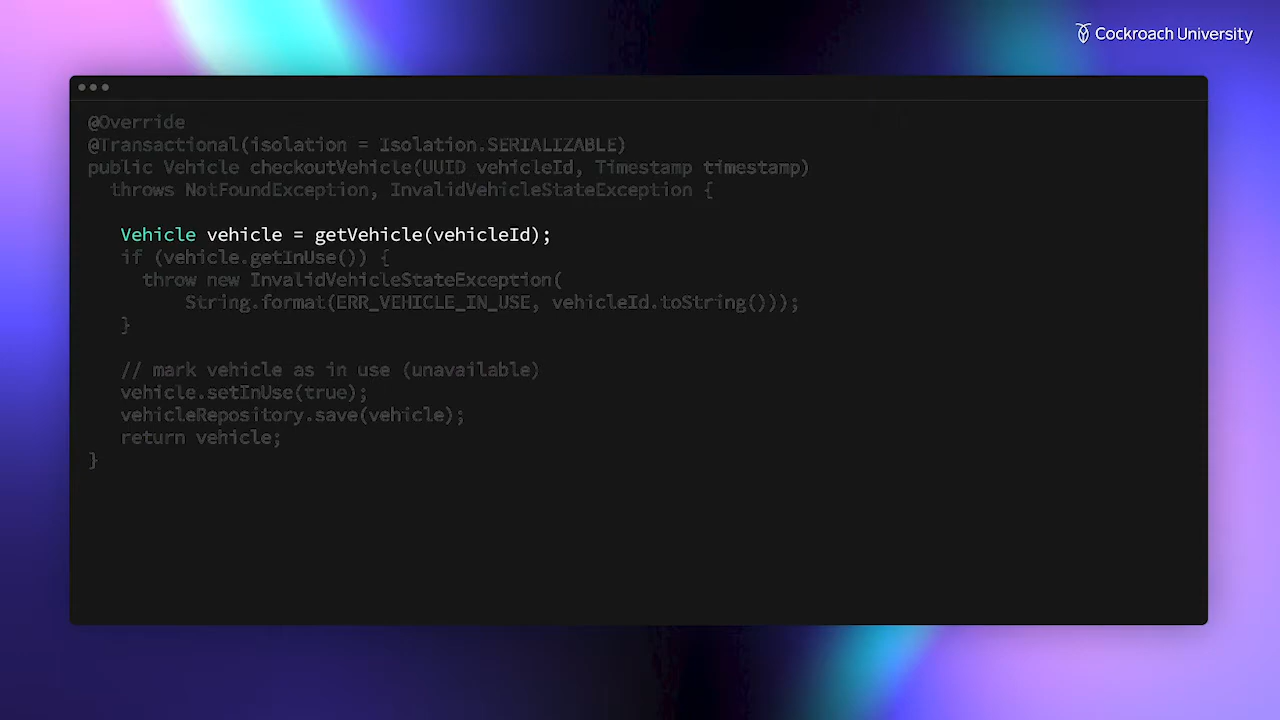 Cockroach University
@Override
@Transactional(isolation = Isolation.SERIALIZABLE)
public Vehicle checkoutVehicle(UUID vehicleId, Timestamp timestamp)
  throws NotFoundException, InvalidVehicleStateException {
   Vehicle vehicle = getVehicle(vehicleId);
   if (vehicle.getInUse()) {
     throw new InvalidVehicleStateException(
         String.format(ERR_VEHICLE_IN_USE, vehicleId.toString()));
   }
   // mark vehicle as in use (unavailable)
   vehicle.setInUse(true);
   vehicleRepository.save(vehicle);
   return vehicle;
}